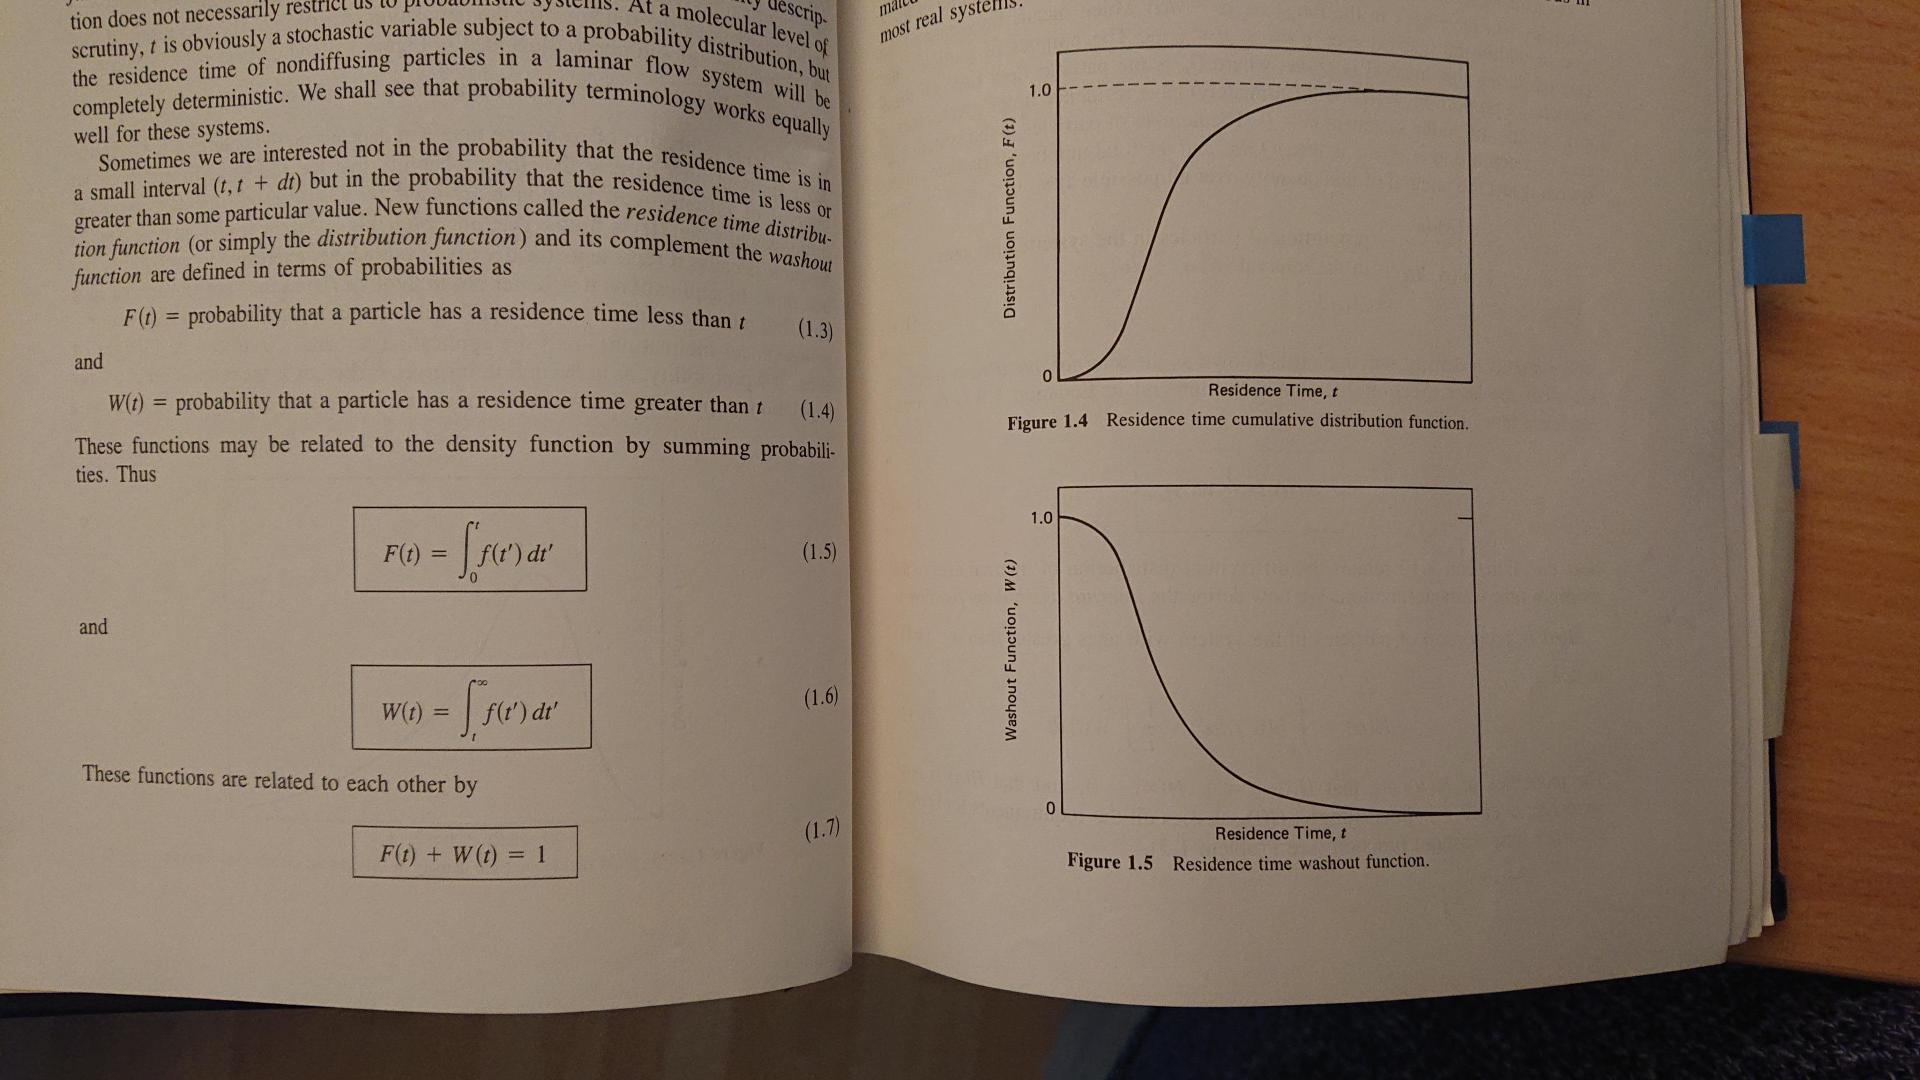 descrip-
tion does not necessarily restrict us to probabilistic systems. At a molecular level of
scrutiny, t is obviously a stochastic variable subject to a probability distribution, but
the residence time of nondiffusing particles in a laminar flow system will be
completely deterministic. We shall see that probability terminology works equally
well for these systems.
Sometimes we are interested not in the probability that the residence time is in
a small interval (t, t + dt) but in the probability that the residence time is less or
greater than some particular value. New functions called the residence time distribu-
tion function (or simply the distribution function) and its complement the washout
function are defined in terms of probabilities as
F(t) = probability that a particle has a residence time less than t (1.3)
and
W(t) = probability that a particle has a residence time greater than t (1.4)
These functions may be related to the density function by summing probabili-
ties. Thus
F(t) = ∫₀ᵗ f(t′) dt′ (1.5)
and
W(t) = ∫ₜ^∞ f(t′) dt′ (1.6)
These functions are related to each other by
F(t) + W(t) = 1 (1.7)
most real systems.
1.0
Distribution Function, F(t)
0
Residence Time, t
Figure 1.4 Residence time cumulative distribution function.
1.0
Washout Function, W(t)
0
Residence Time, t
Figure 1.5 Residence time washout function.